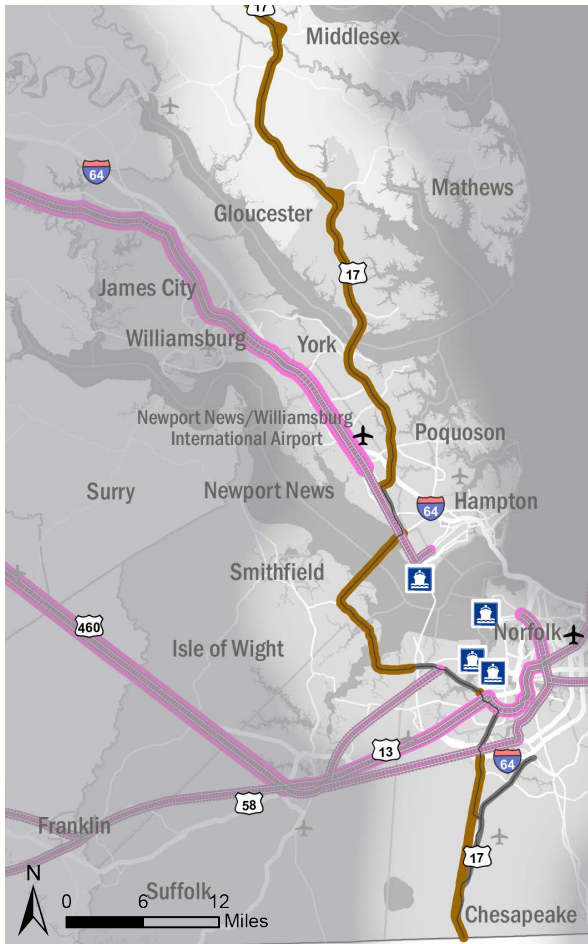 17
Middlesex
64
Mathews
Gloucester
17
James City
Williamsburg
York
Newport News/Williamsburg
International Airport
Poquoson
Surry
Newport News
64
Hampton
Smithfield
460
Norfolk
Isle of Wight
13
64
58
Franklin
17
N
0 6 12
Miles
Suffolk
Chesapeake